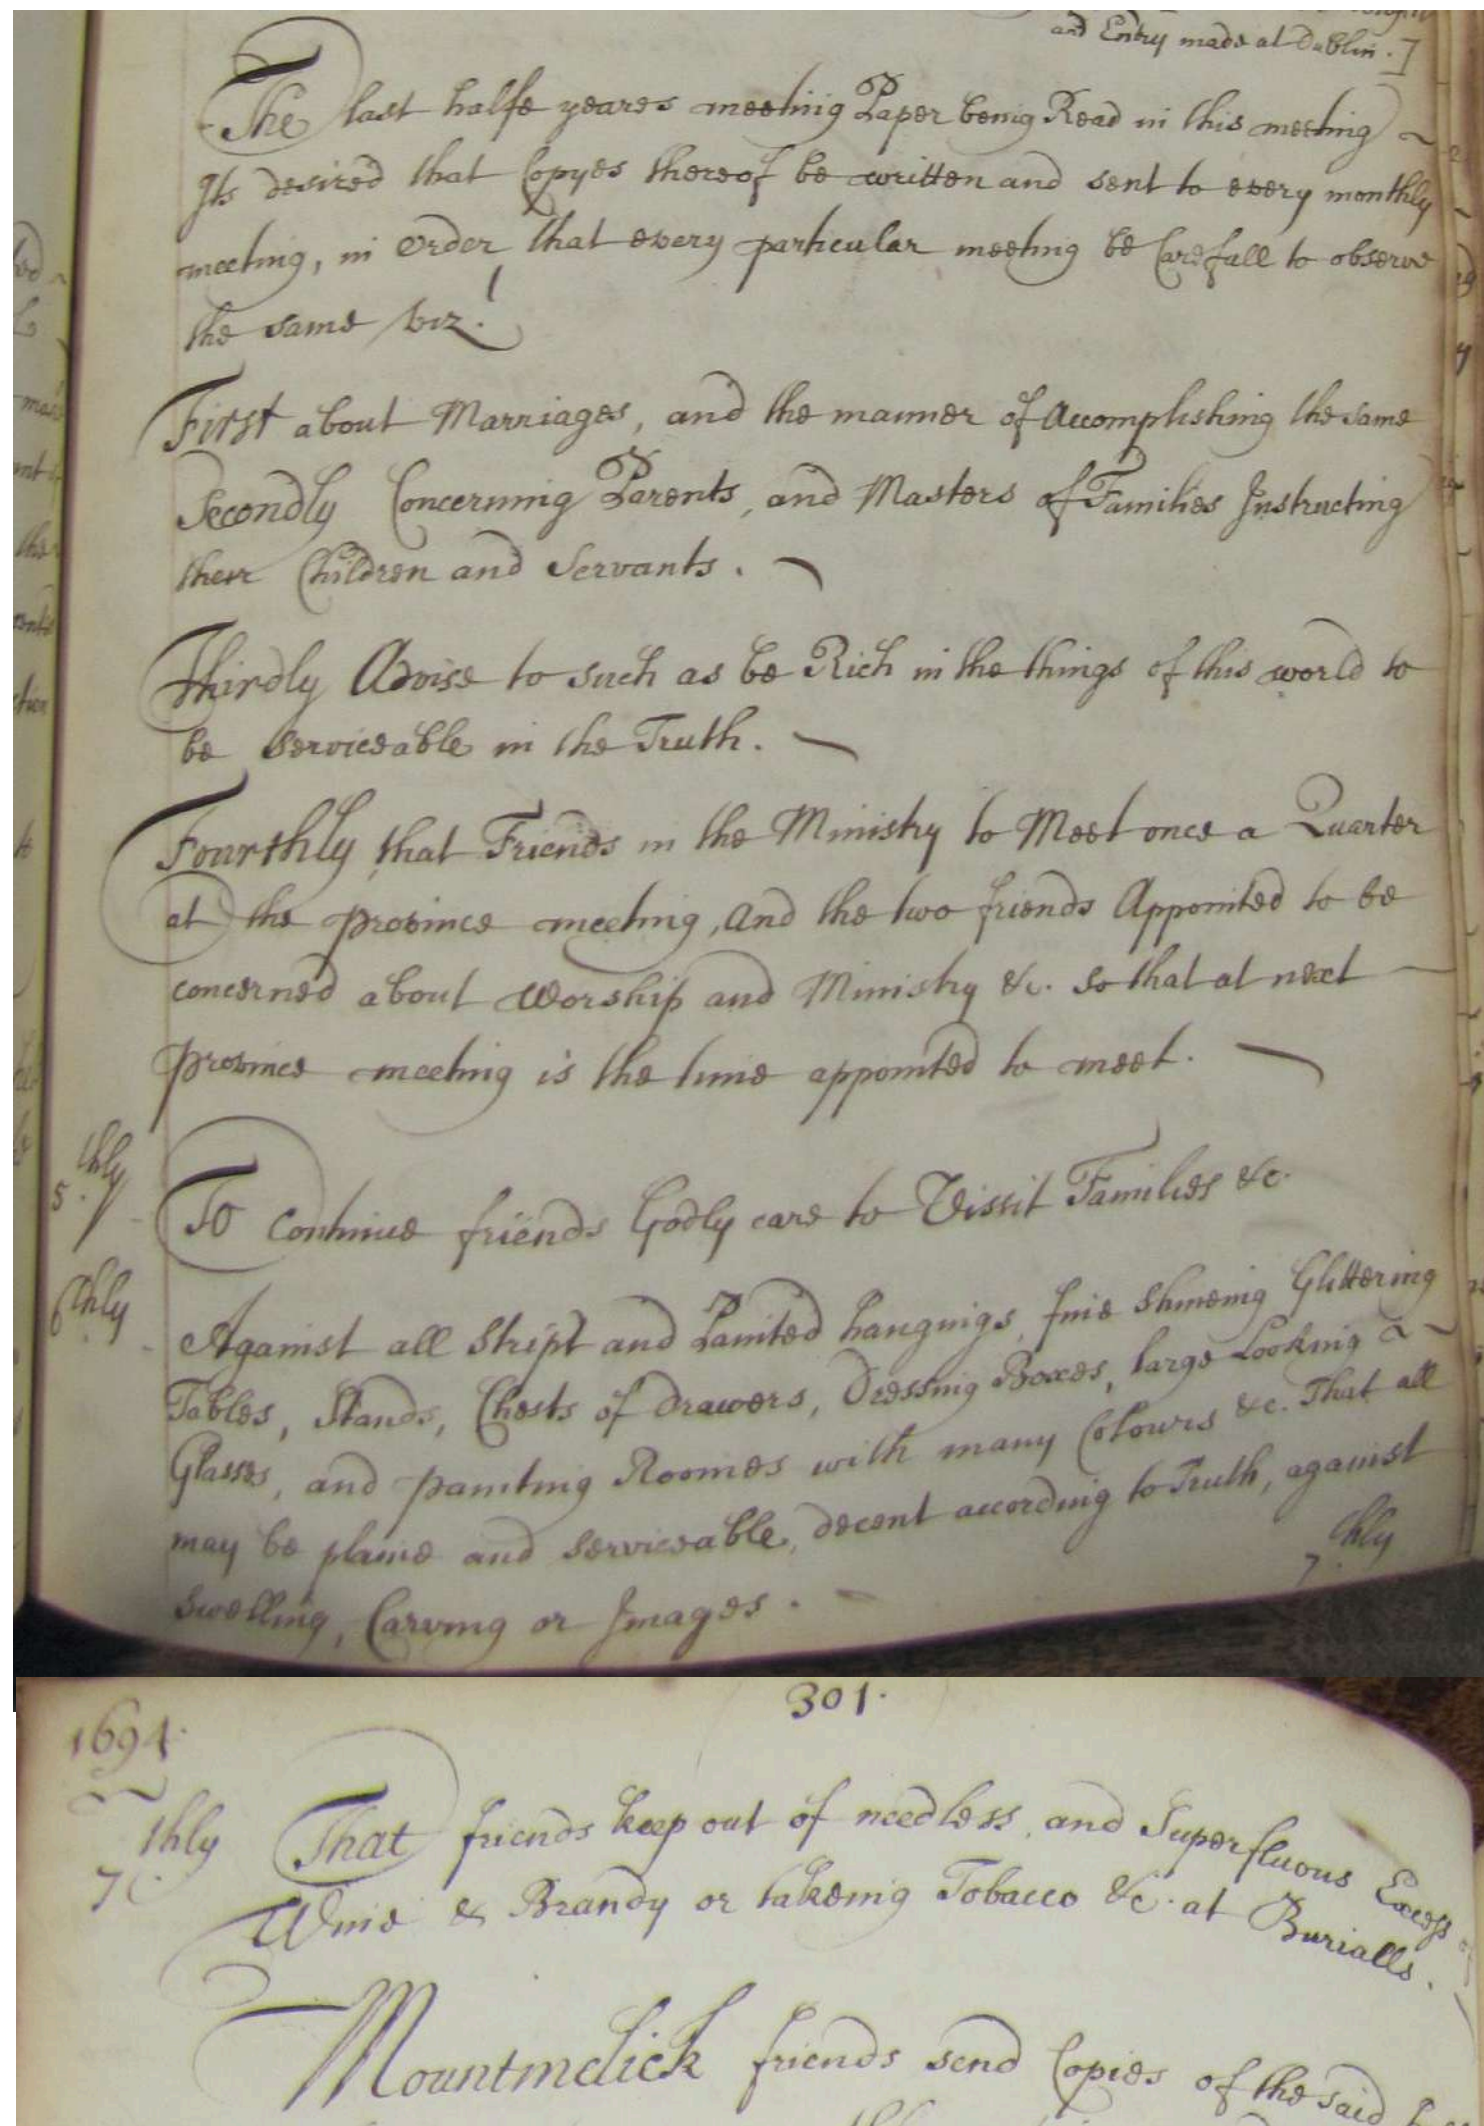 and Entry made at Dublin.]
The last halfe yeares meeting Paper being Read in this meeting
Its desired that Copyes thereof be written and sent to every monthly
meeting, in order that every particular meeting be Carefull to observe
the same viz.
First about Marriages, and the manner of Accomplishing the same
Secondly Concerning Parents, and Masters of Families Instructing
their Children and Servants.
Thirdly Advise to such as be Rich in the things of this world to
be serviceable in the Truth.
Fourthly, that Friends in the Ministry to Meet once a Quarter
at the province meeting, And the two friends Appointed to be
concerned about Worship and Ministry &c. so that at next
province meeting is the time appointed to meet.
5.thly To Continue friends Godly care to Vissit Families &c.
6thly Against all Stript and Painted hangings, fine Shineing Glittering
Tables, Stands, Chests of drawers, Dressing Boxes, large Looking
Glasses, and painting Roomes with many Colours &c. That all
may be plaine and serviceable, decent according to Truth, against
Swelling, Carving or Images.
7.thly
301.
1694.
7.thly That friends keep out of needless, and Superfluous Excess of
Wine & Brandy or takeing Tobacco &c. at Burialls.
Mountmelick friends send Copies of the said